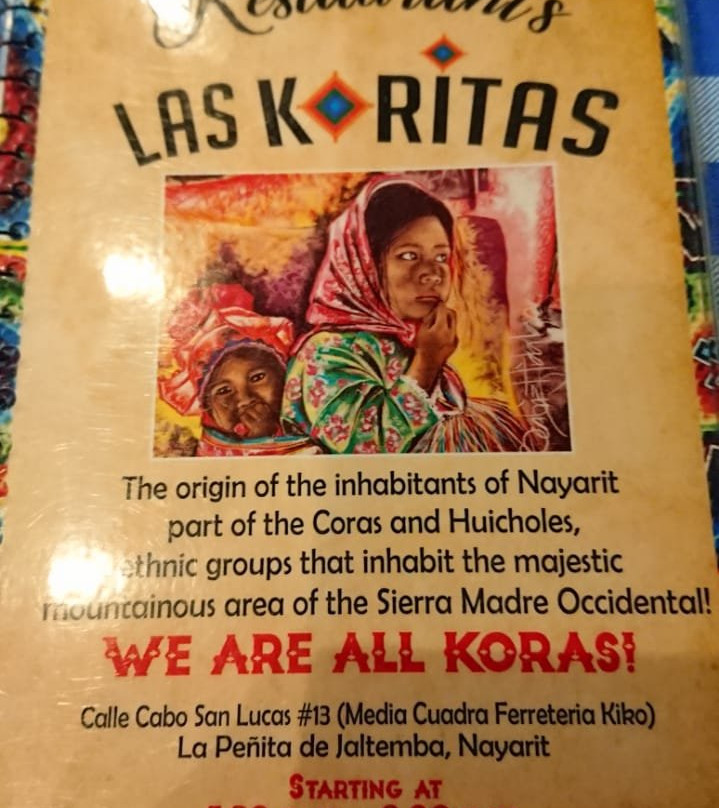 Restaurant's
LAS KORITAS
The origin of the inhabitants of Nayarit
part of the Coras and Huicholes,
ethnic groups that inhabit the majestic
mountainous area of the Sierra Madre Occidental!
WE ARE ALL KORAS!
Calle Cabo San Lucas #13 (Media Cuadra Ferreteria Kiko)
La Peñita de Jaltemba, Nayarit
STARTING AT